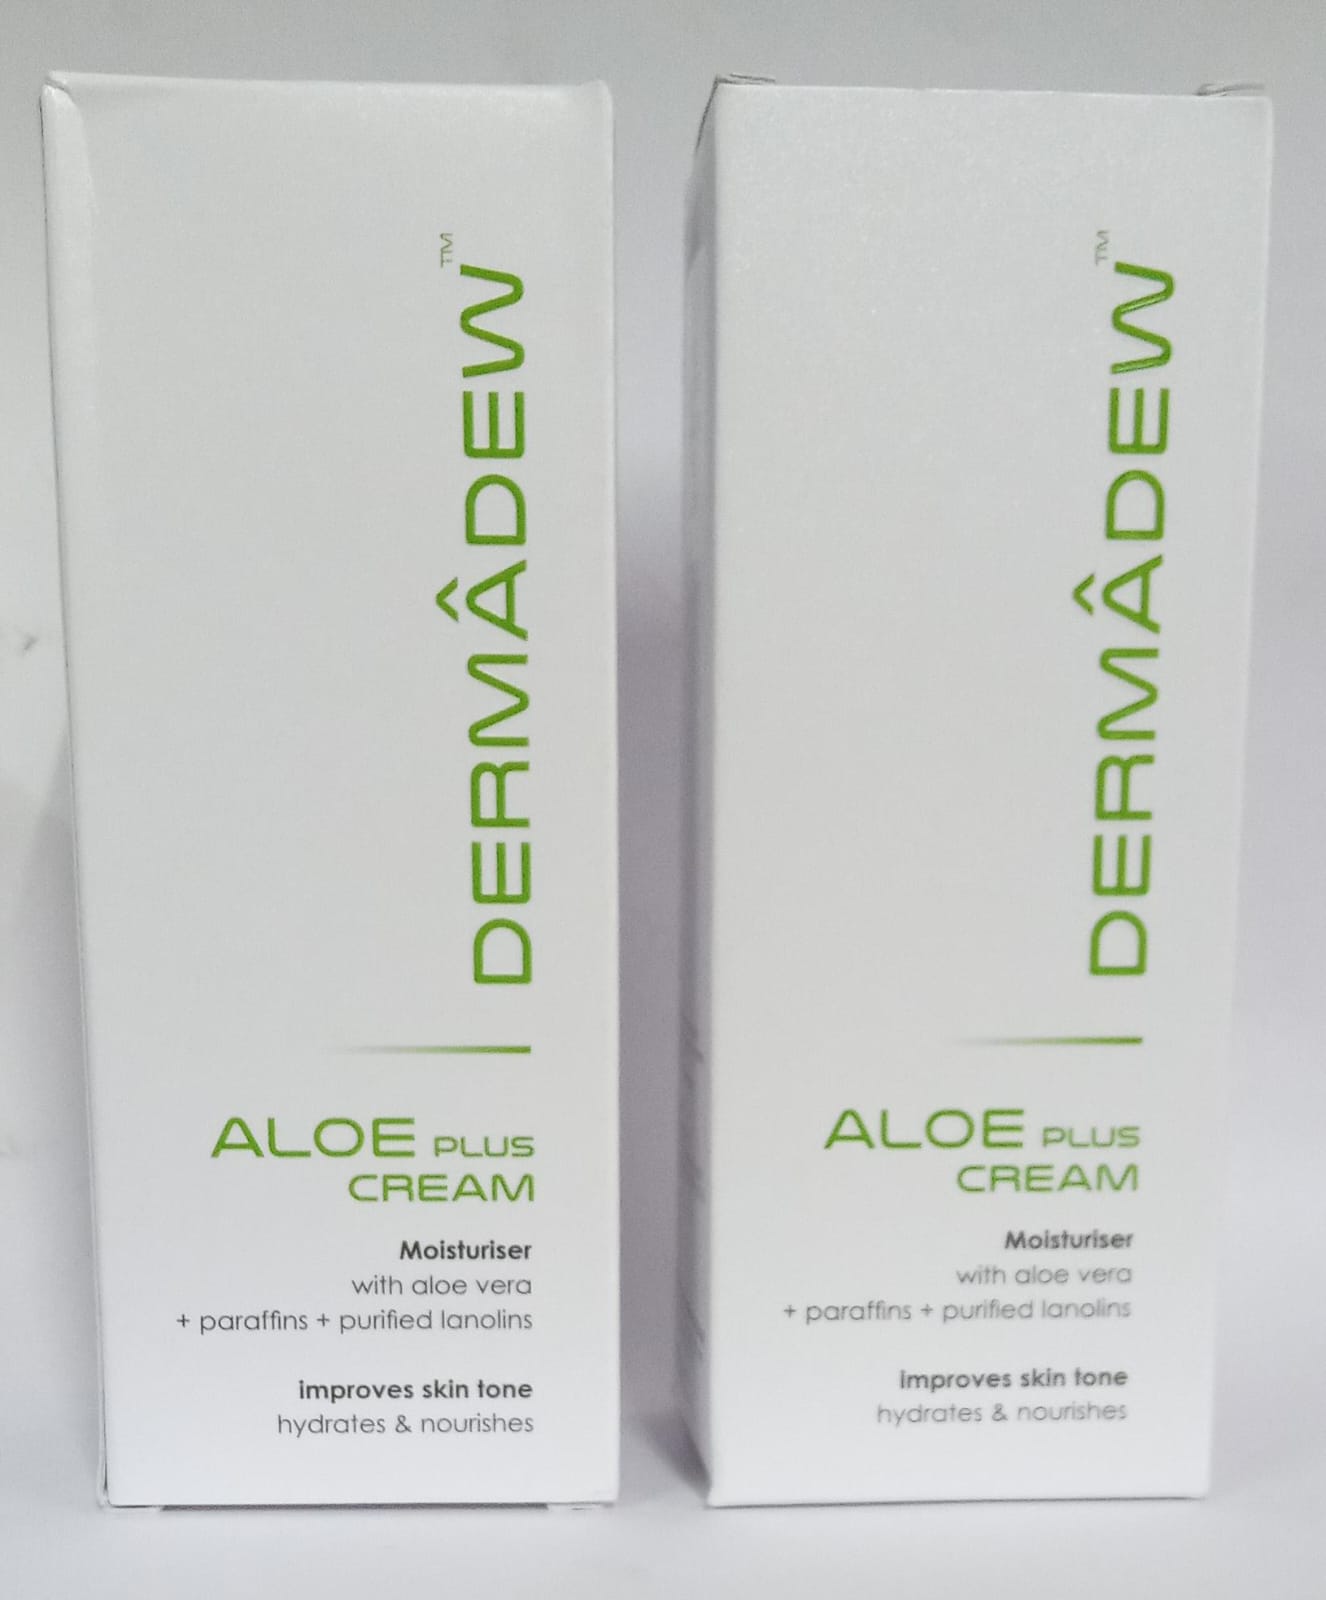 DERMÂDEW™
ALOE PLUS
CREAM
Moisturiser
with aloe vera
+ paraffins + purified lanolins
improves skin tone
hydrates & nourishes
DERMÂDEW™
ALOE PLUS
CREAM
Moisturiser
with aloe vera
+ paraffins + purified lanolins
improves skin tone
hydrates & nourishes